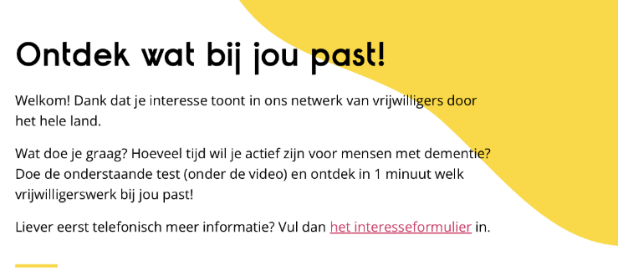 Ontdek wat bij jou past!
Welkom! Dank dat je interesse toont in ons netwerk van vrijwilligers door
het hele land.
Wat doe je graag? Hoeveel tijd wil je actief zijn voor mensen met dementie?
Doe de onderstaande test (onder de video) en ontdek in 1 minuut welk
vrijwilligerswerk bij jou past!
Liever eerst telefonisch meer informatie? Vul dan het interesseformulier in.